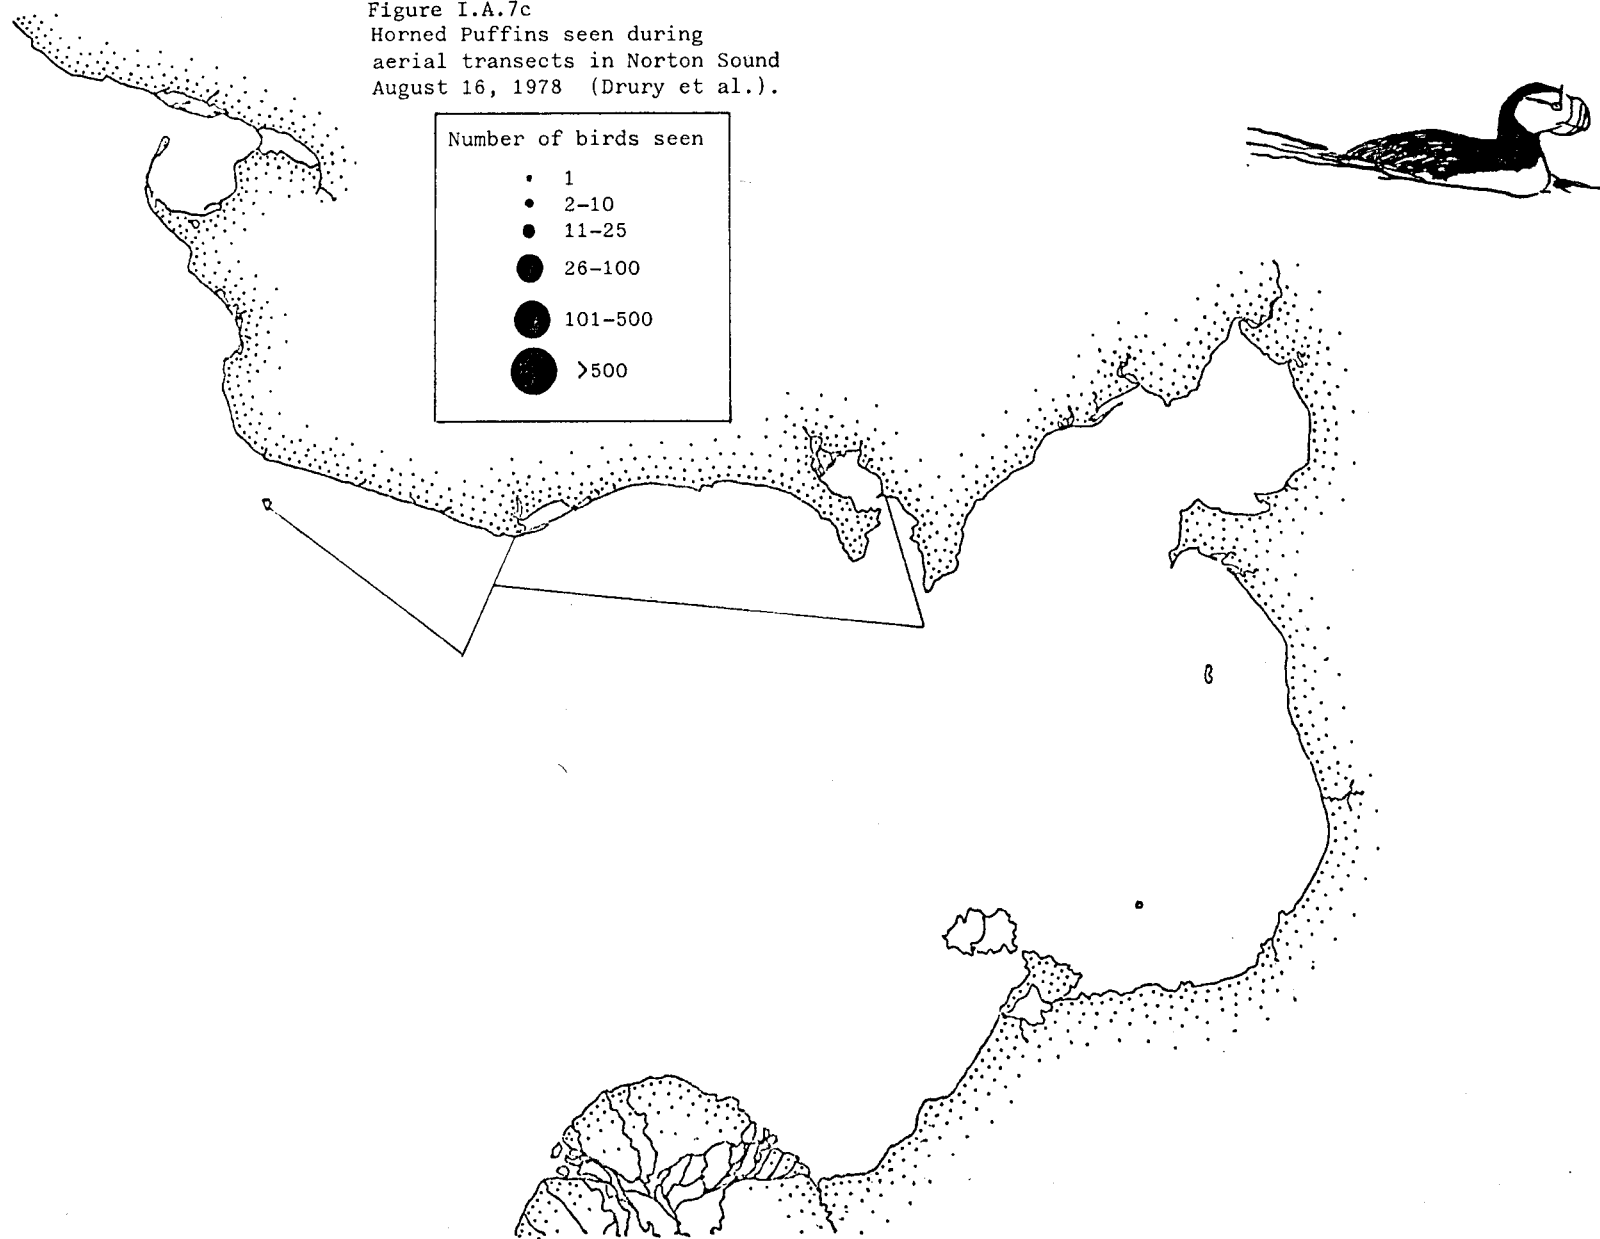 Figure I.A.7c
Horned Puffins seen during
aerial transects in Norton Sound
August 16, 1978 (Drury et al.).
Number of birds seen
1
2-10
11-25
26-100
101-500
>500